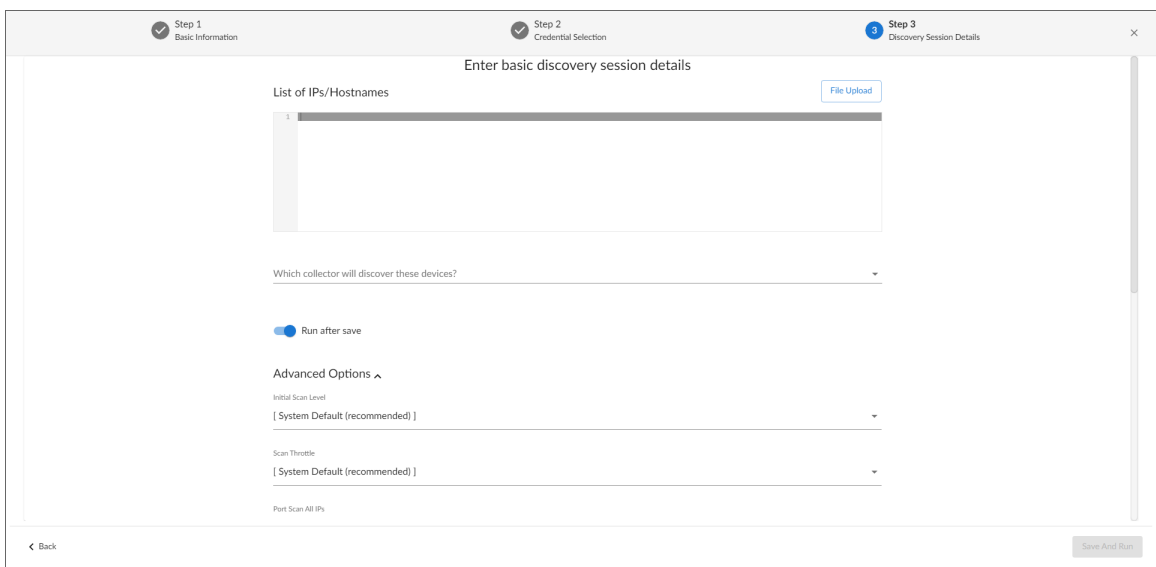 Step 1
Basic Information
Step 2
Credential Selection
3
Step 3
Discovery Session Details
Enter basic discovery session details
List of IPs/Hostnames
File Upload
1
Which collector will discover these devices?
Run after save
Advanced Options
Initial Scan Level
[ System Default (recommended) ]
Scan Throttle
[ System Default (recommended) ]
Port Scan All IPs
Back
Save And Run